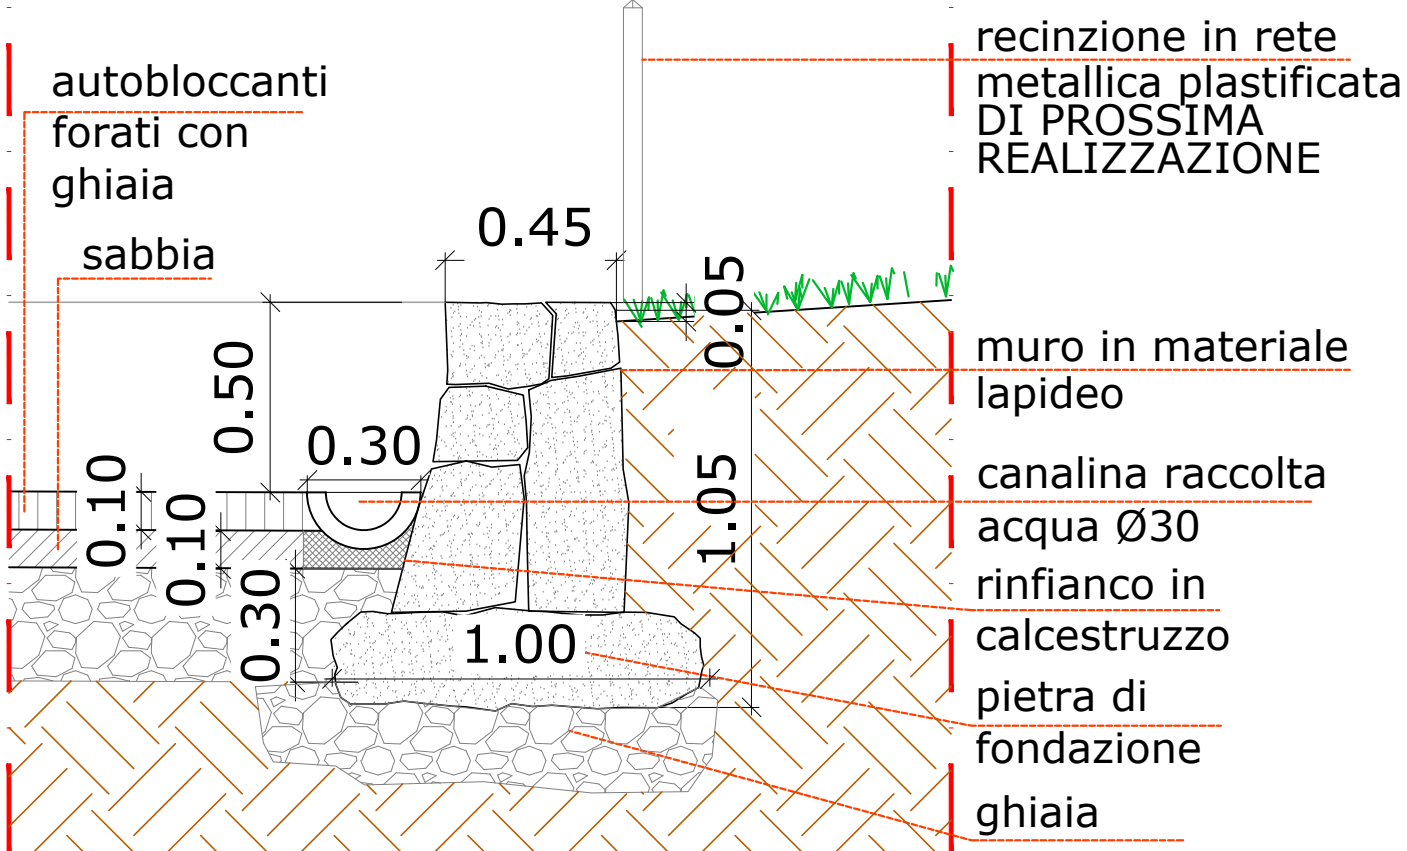 autobloccanti
forati con
ghiaia
sabbia
0.45
0.05
0.50
0.30
0.10
0.10
0.30
1.05
1.00
recinzione in rete
metallica plastificata
DI PROSSIMA
REALIZZAZIONE
muro in materiale
lapideo
canalina raccolta
acqua Ø30
rinfianco in
calcestruzzo
pietra di
fondazione
ghiaia